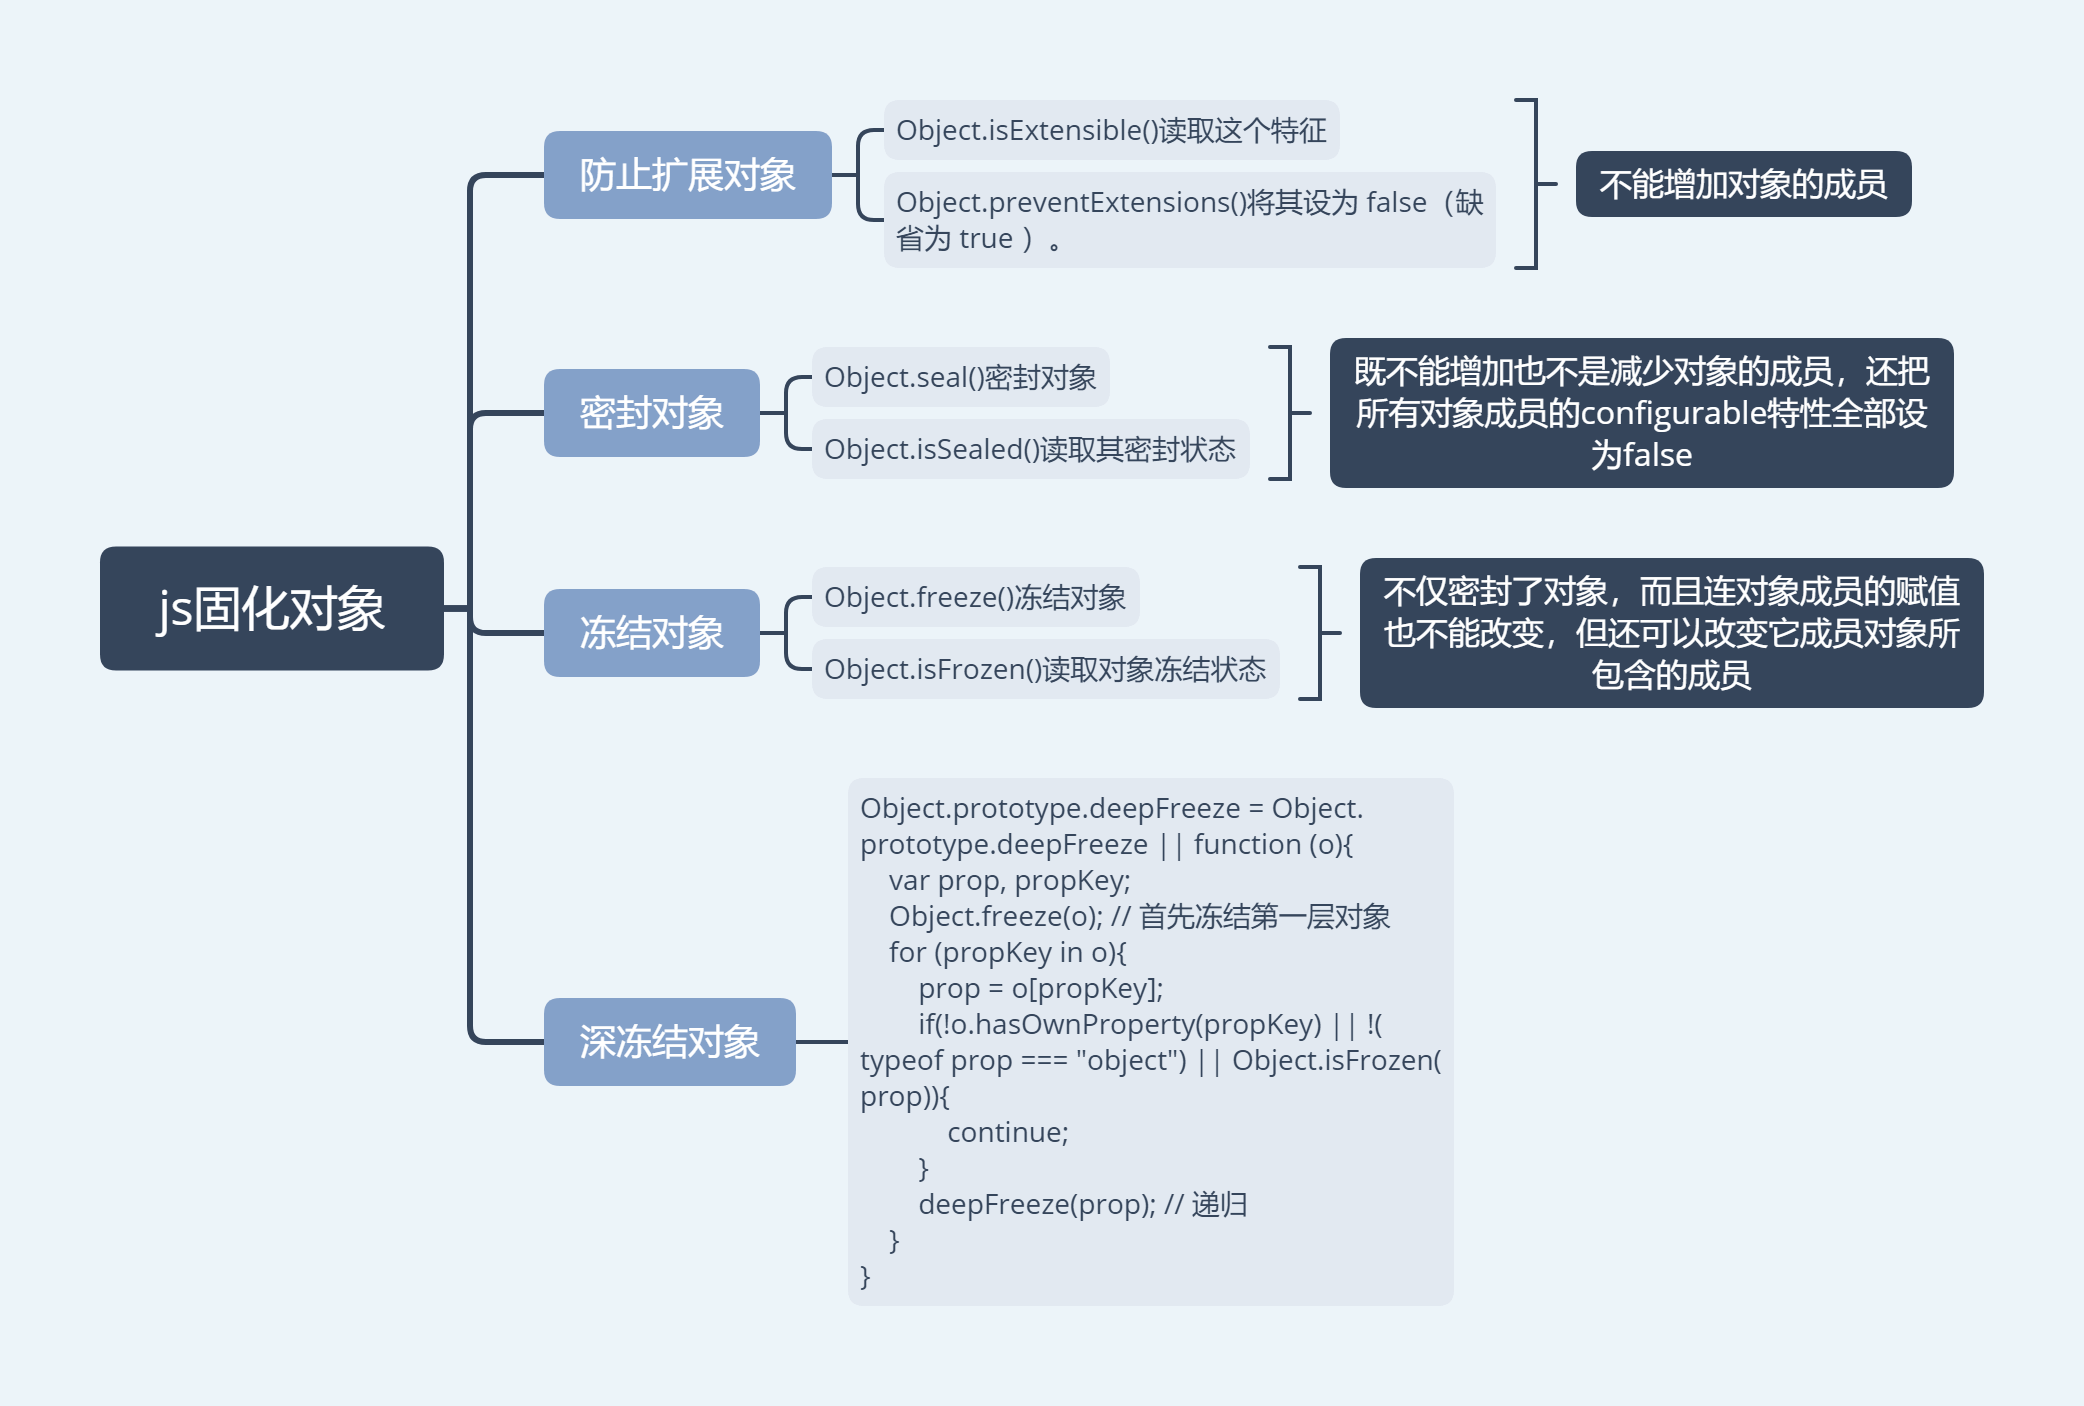 js固化对象
防止扩展对象
Object.isExtensible()读取这个特征
Object.preventExtensions()将其设为 false（缺
省为 true ）。
不能增加对象的成员
密封对象
Object.seal()密封对象
Object.isSealed()读取其密封状态
既不能增加也不是减少对象的成员，还把
所有对象成员的configurable特性全部设
为false
冻结对象
Object.freeze()冻结对象
Object.isFrozen()读取对象冻结状态
不仅密封了对象，而且连对象成员的赋值
也不能改变，但还可以改变它成员对象所
包含的成员
深冻结对象
Object.prototype.deepFreeze = Object.
prototype.deepFreeze || function (o){
    var prop, propKey;
    Object.freeze(o); // 首先冻结第一层对象
    for (propKey in o){
        prop = o[propKey];
        if(!o.hasOwnProperty(propKey) || !(
typeof prop === "object") || Object.isFrozen(
prop)){
            continue;
        }
        deepFreeze(prop); // 递归
    }
}